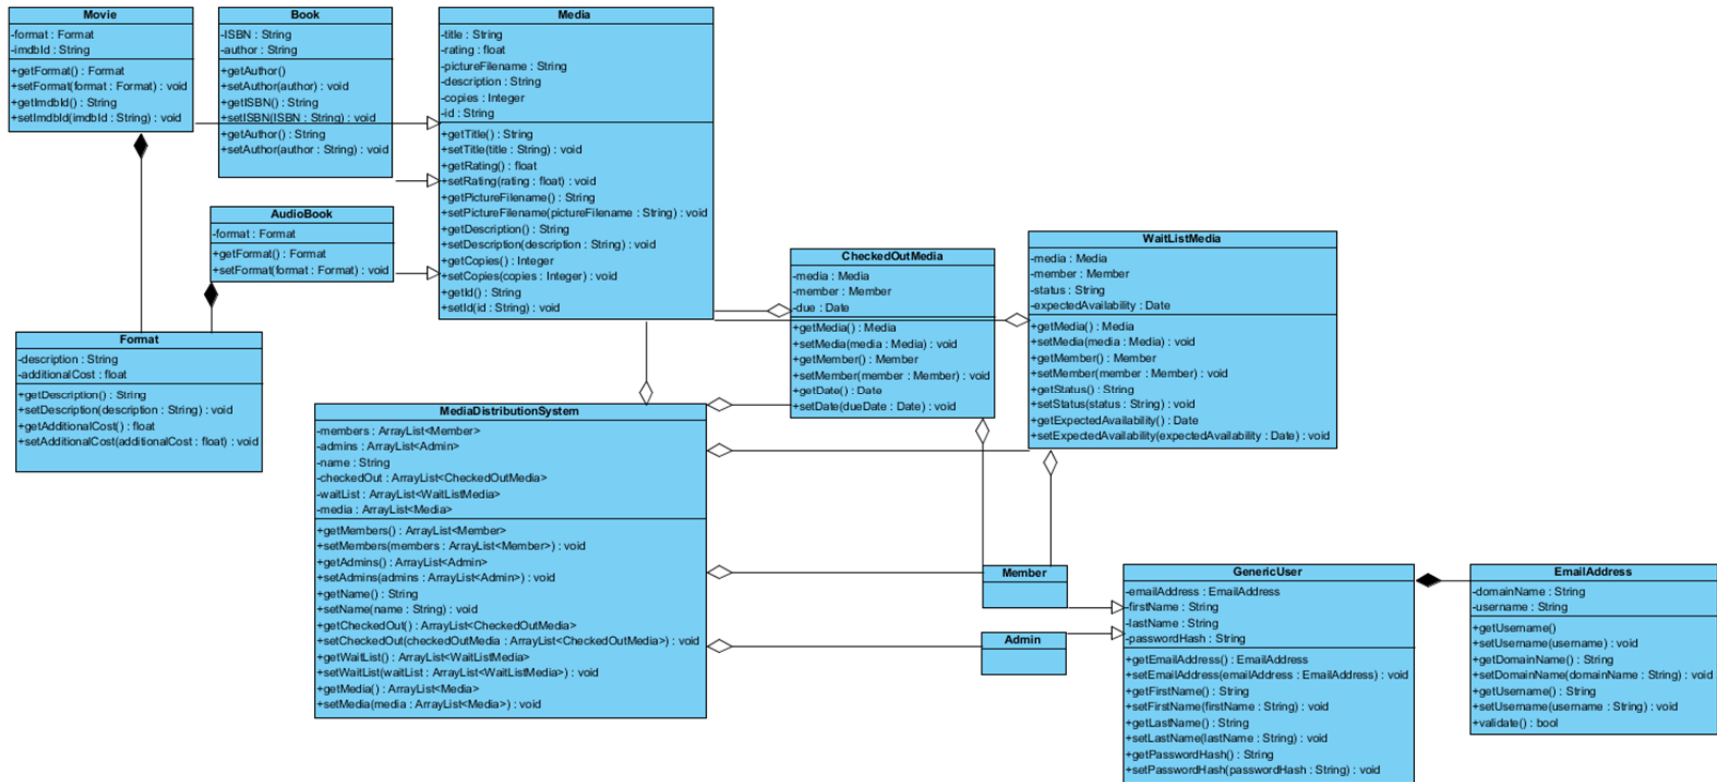 Movie
-format : Format
-imdbId : String
+getFormat() : Format
+setFormat(format : Format) : void
+getImdbId() : String
+setImdbId(imdbId : String) : void
Book
-ISBN : String
-author : String
+getAuthor()
+setAuthor(author) : void
+getISBN() : String
+setISBN(ISBN : String) : void
+getAuthor() : String
+setAuthor(author : String) : void
Media
-title : String
-rating : float
-pictureFilename : String
-description : String
-copies : Integer
-id : String
+getTitle() : String
+setTitle(title : String) : void
+getRating() : float
+setRating(rating : float) : void
+getPictureFilename() : String
+setPictureFilename(pictureFilename : String) : void
+getDescription() : String
+setDescription(description : String) : void
+getCopies() : Integer
+setCopies(copies : Integer) : void
+getId() : String
+setId(id : String) : void
AudioBook
-format : Format
+getFormat() : Format
+setFormat(format : Format) : void
CheckedOutMedia
-media : Media
-member : Member
-due : Date
+getMedia() : Media
+setMedia(media : Media) : void
+getMember() : Member
+setMember(member : Member) : void
+getDate() : Date
+setDate(dueDate : Date) : void
WaitListMedia
-media : Media
-member : Member
-status : String
-expectedAvailability : Date
+getMedia() : Media
+setMedia(media : Media) : void
+getMember() : Member
+setMember(member : Member) : void
+getStatus() : String
+setStatus(status : String) : void
+getExpectedAvailability() : Date
+setExpectedAvailability(expectedAvailability : Date) : void
Format
-description : String
-additionalCost : float
+getDescription() : String
+setDescription(description : String) : void
+getAdditionalCost() : float
+setAdditionalCost(additionalCost : float) : void
MediaDistributionSystem
-members : ArrayList<Member>
-admins : ArrayList<Admin>
-name : String
-checkedOut : ArrayList<CheckedOutMedia>
-waitList : ArrayList<WaitListMedia>
-media : ArrayList<Media>
+getMembers() : ArrayList<Member>
+setMembers(members : ArrayList<Member>) : void
+getAdmins() : ArrayList<Admin>
+setAdmins(admins : ArrayList<Admin>) : void
+getName() : String
+setName(name : String) : void
+getCheckedOut() : ArrayList<CheckedOutMedia>
+setCheckedOut(checkedOutMedia : ArrayList<CheckedOutMedia>) : void
+getWaitList() : ArrayList<WaitListMedia>
+setWaitList(waitList : ArrayList<WaitListMedia>) : void
+getMedia() : ArrayList<Media>
+setMedia(media : ArrayList<Media>) : void
Member
Admin
GenericUser
-emailAddress : EmailAddress
-firstName : String
-lastName : String
-passwordHash : String
+getEmailAddress() : EmailAddress
+setEmailAddress(emailAddress : EmailAddress) : void
+getFirstName() : String
+setFirstName(firstName : String) : void
+getLastName() : String
+setLastName(lastName : String) : void
+getPasswordHash() : String
+setPasswordHash(passwordHash : String) : void
EmailAddress
-domainName : String
-username : String
+getUsername()
+setUsername(username) : void
+getDomainName() : String
+setDomainName(domainName : String) : void
+getUsername() : String
+setUsername(username : String) : void
+validate() : bool